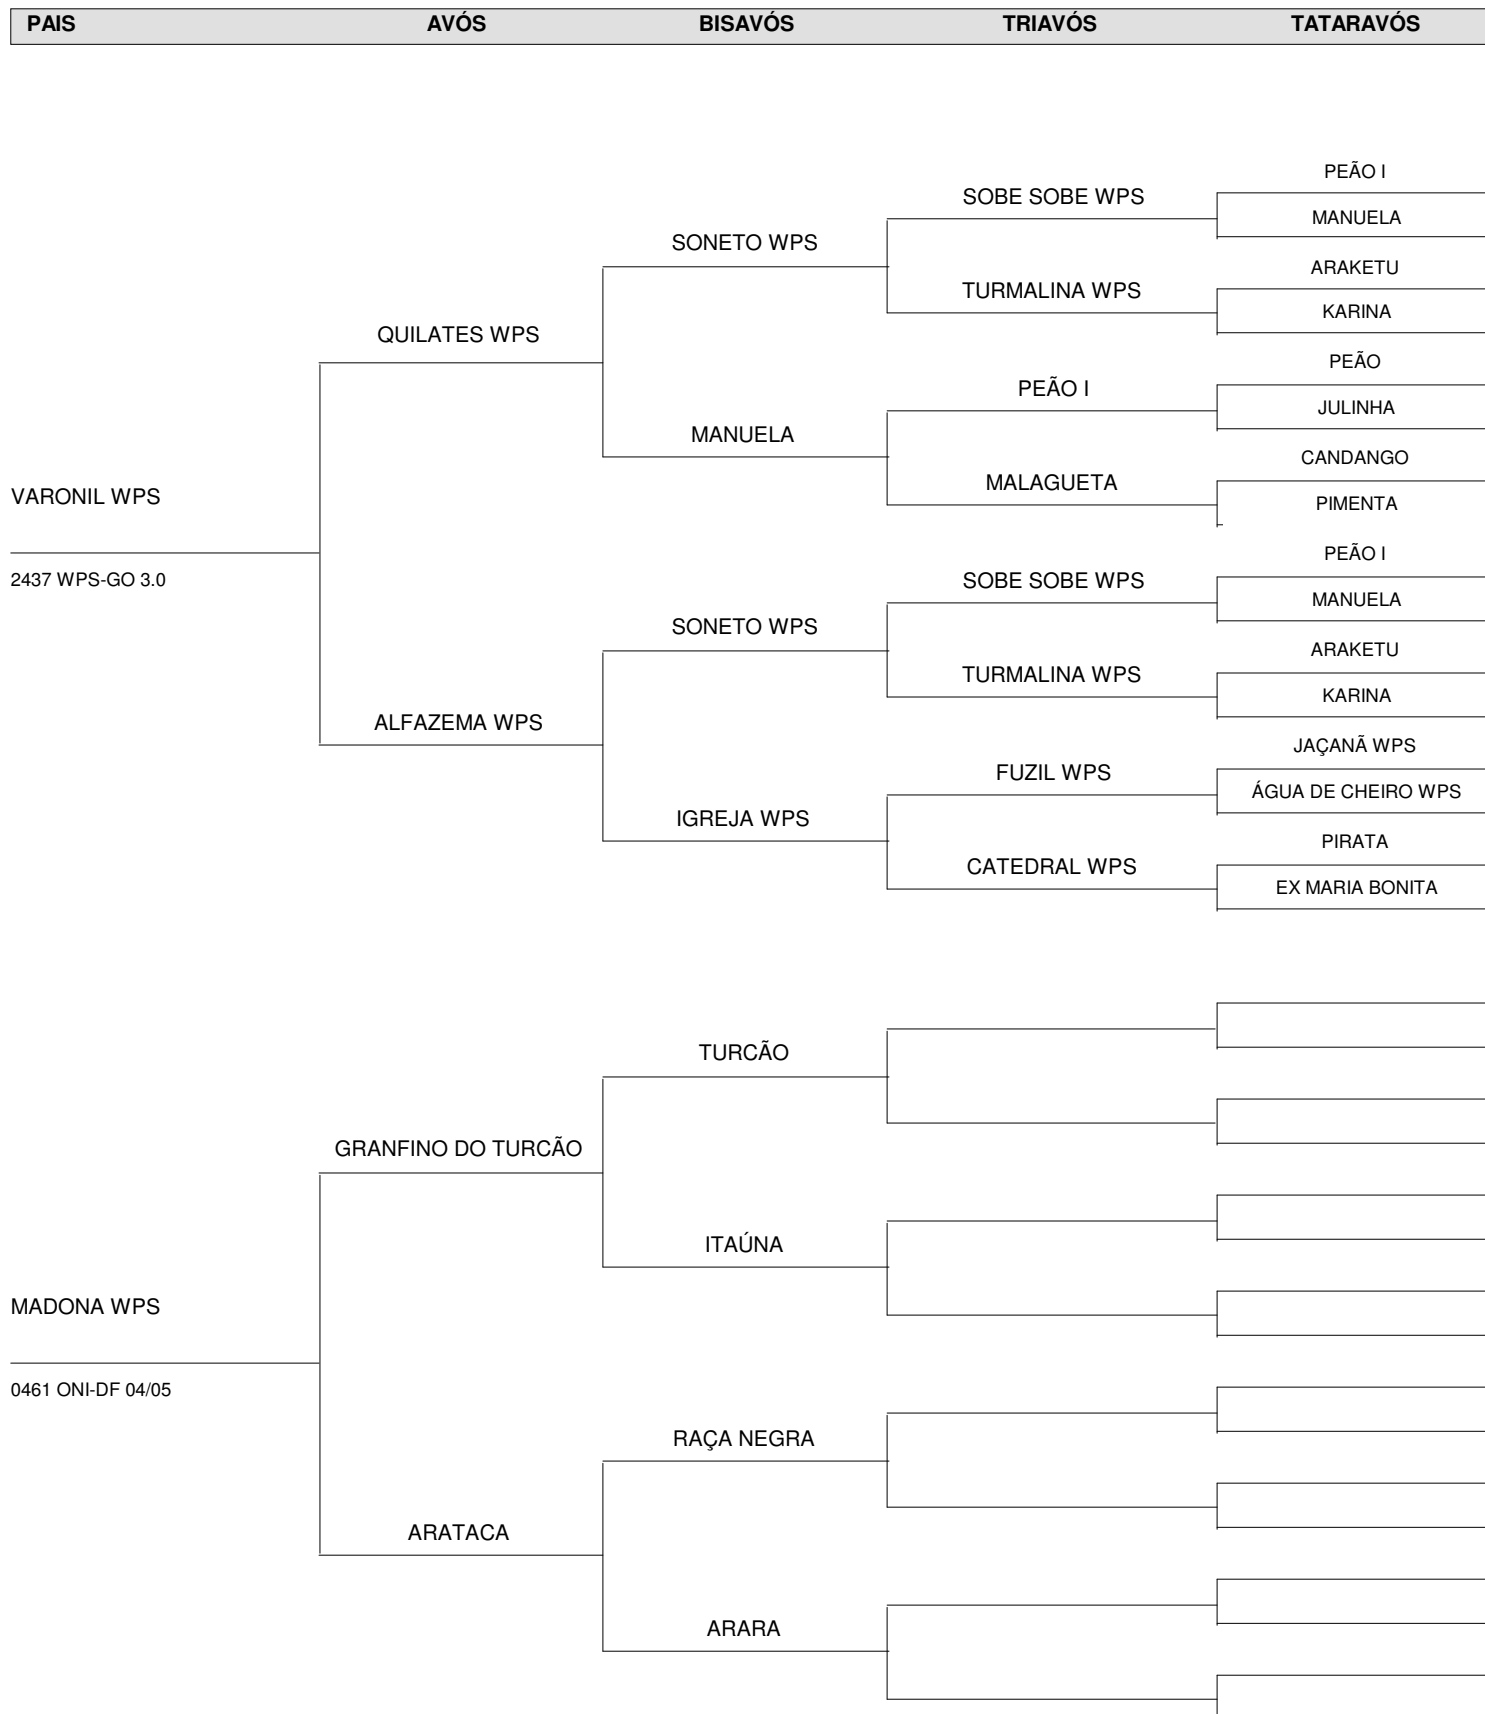 PAIS AVÓS BISAVÓS TRIAVÓS TATARAVÓS
PEÃO I
SOBE SOBE WPS
MANUELA
SONETO WPS
ARAKETU
TURMALINA WPS
KARINA
QUILATES WPS
PEÃO
PEÃO I
JULINHA
MANUELA
CANDANGO
MALAGUETA
VARONIL WPS
PIMENTA
PEÃO I
2437 WPS-GO 3.0
SOBE SOBE WPS
MANUELA
SONETO WPS
ARAKETU
TURMALINA WPS
KARINA
ALFAZEMA WPS
JAÇANÃ WPS
FUZIL WPS
ÁGUA DE CHEIRO WPS
IGREJA WPS
PIRATA
CATEDRAL WPS
EX MARIA BONITA
TURCÃO
GRANFINO DO TURCÃO
ITAÚNA
MADONA WPS
0461 ONI-DF 04/05
RAÇA NEGRA
ARATACA
ARARA